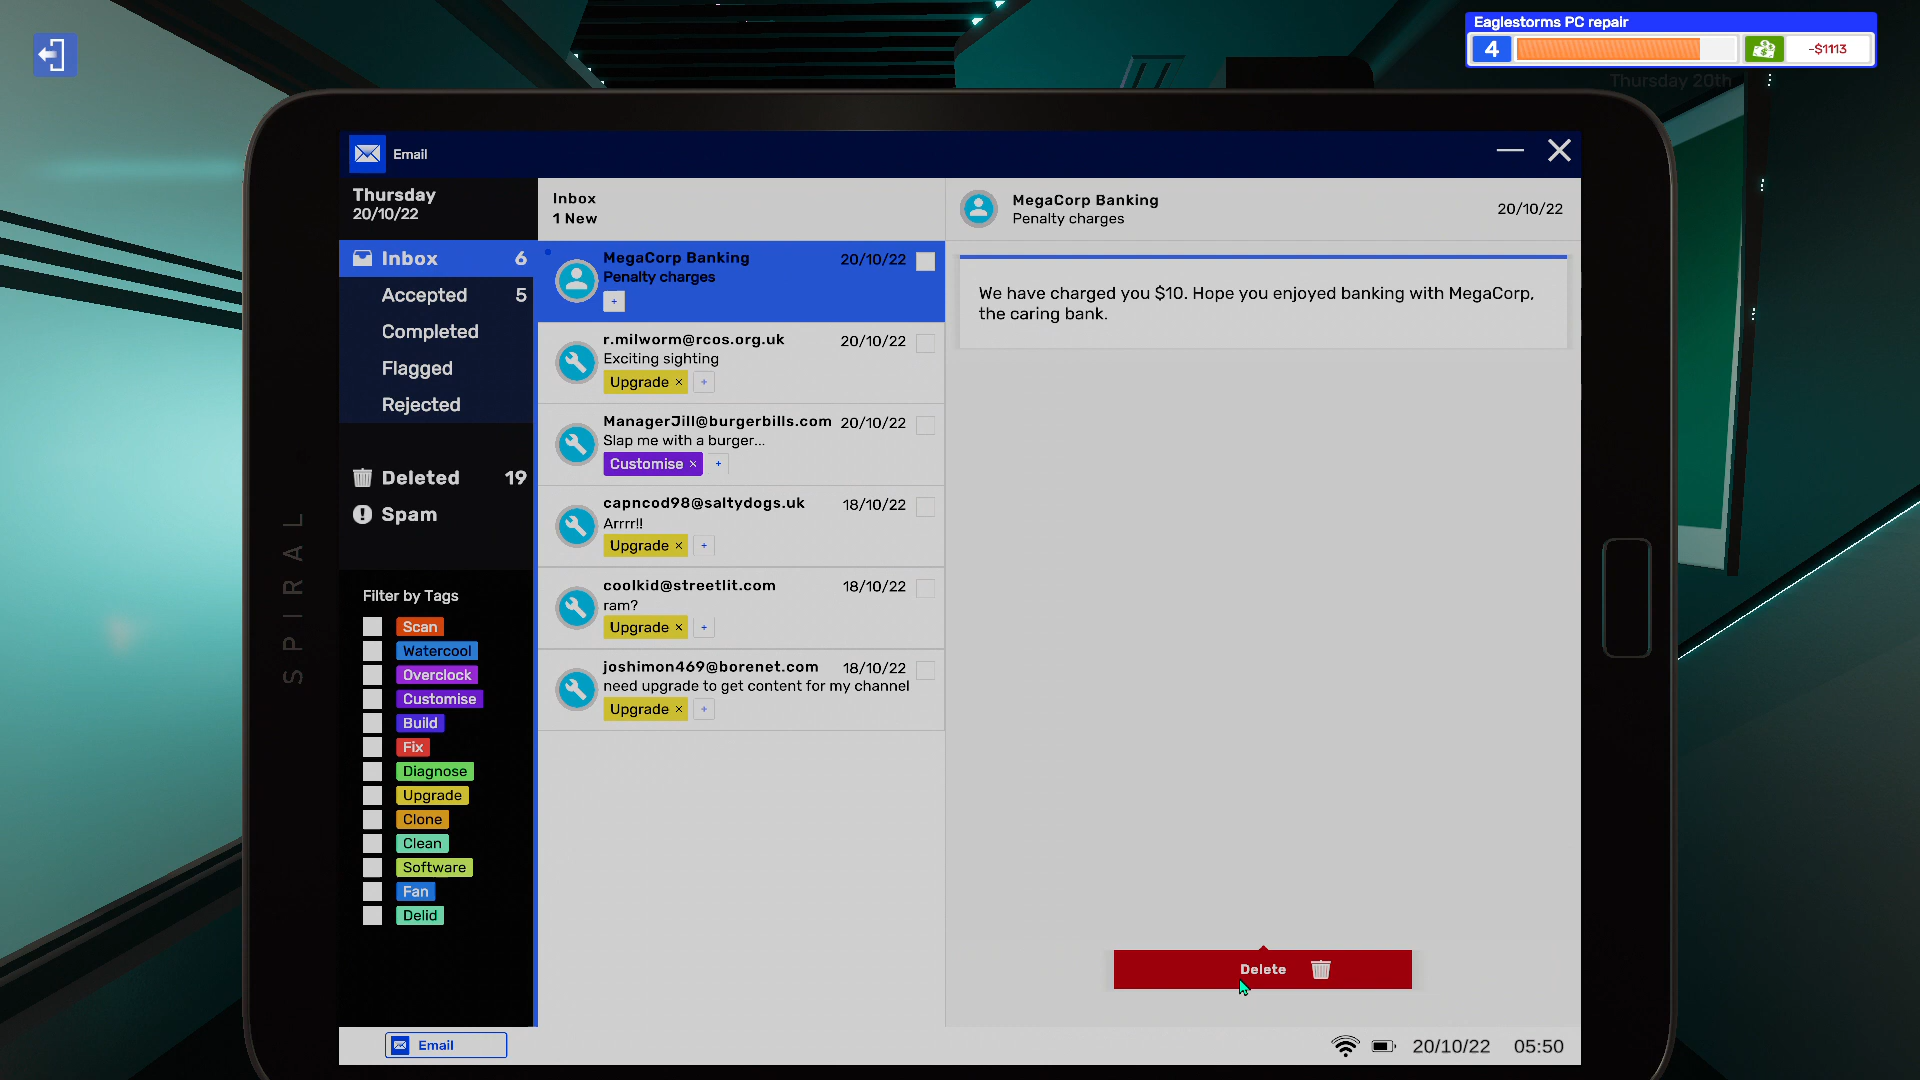 Eaglestorms PC repair
4
-$1113
Thursday 20th
Email
Thursday
20/10/22
Inbox 6
Accepted 5
Completed
Flagged
Rejected
Deleted 19
Spam
Filter by Tags
Scan
Watercool
Overclock
Customise
Build
Fix
Diagnose
Upgrade
Clone
Clean
Software
Fan
Delid
Inbox
1 New
MegaCorp Banking 20/10/22
Penalty charges
+
r.milworm@rcos.org.uk 20/10/22
Exciting sighting
Upgrade × +
ManagerJill@burgerbills.com 20/10/22
Slap me with a burger...
Customise × +
capncod98@saltydogs.uk 18/10/22
Arrrr!!
Upgrade × +
coolkid@streetlit.com 18/10/22
ram?
Upgrade × +
joshimon469@borenet.com 18/10/22
need upgrade to get content for my channel
Upgrade × +
MegaCorp Banking
Penalty charges
20/10/22
We have charged you $10. Hope you enjoyed banking with MegaCorp,
the caring bank.
Delete
SPIRAL
Email
20/10/22 05:50